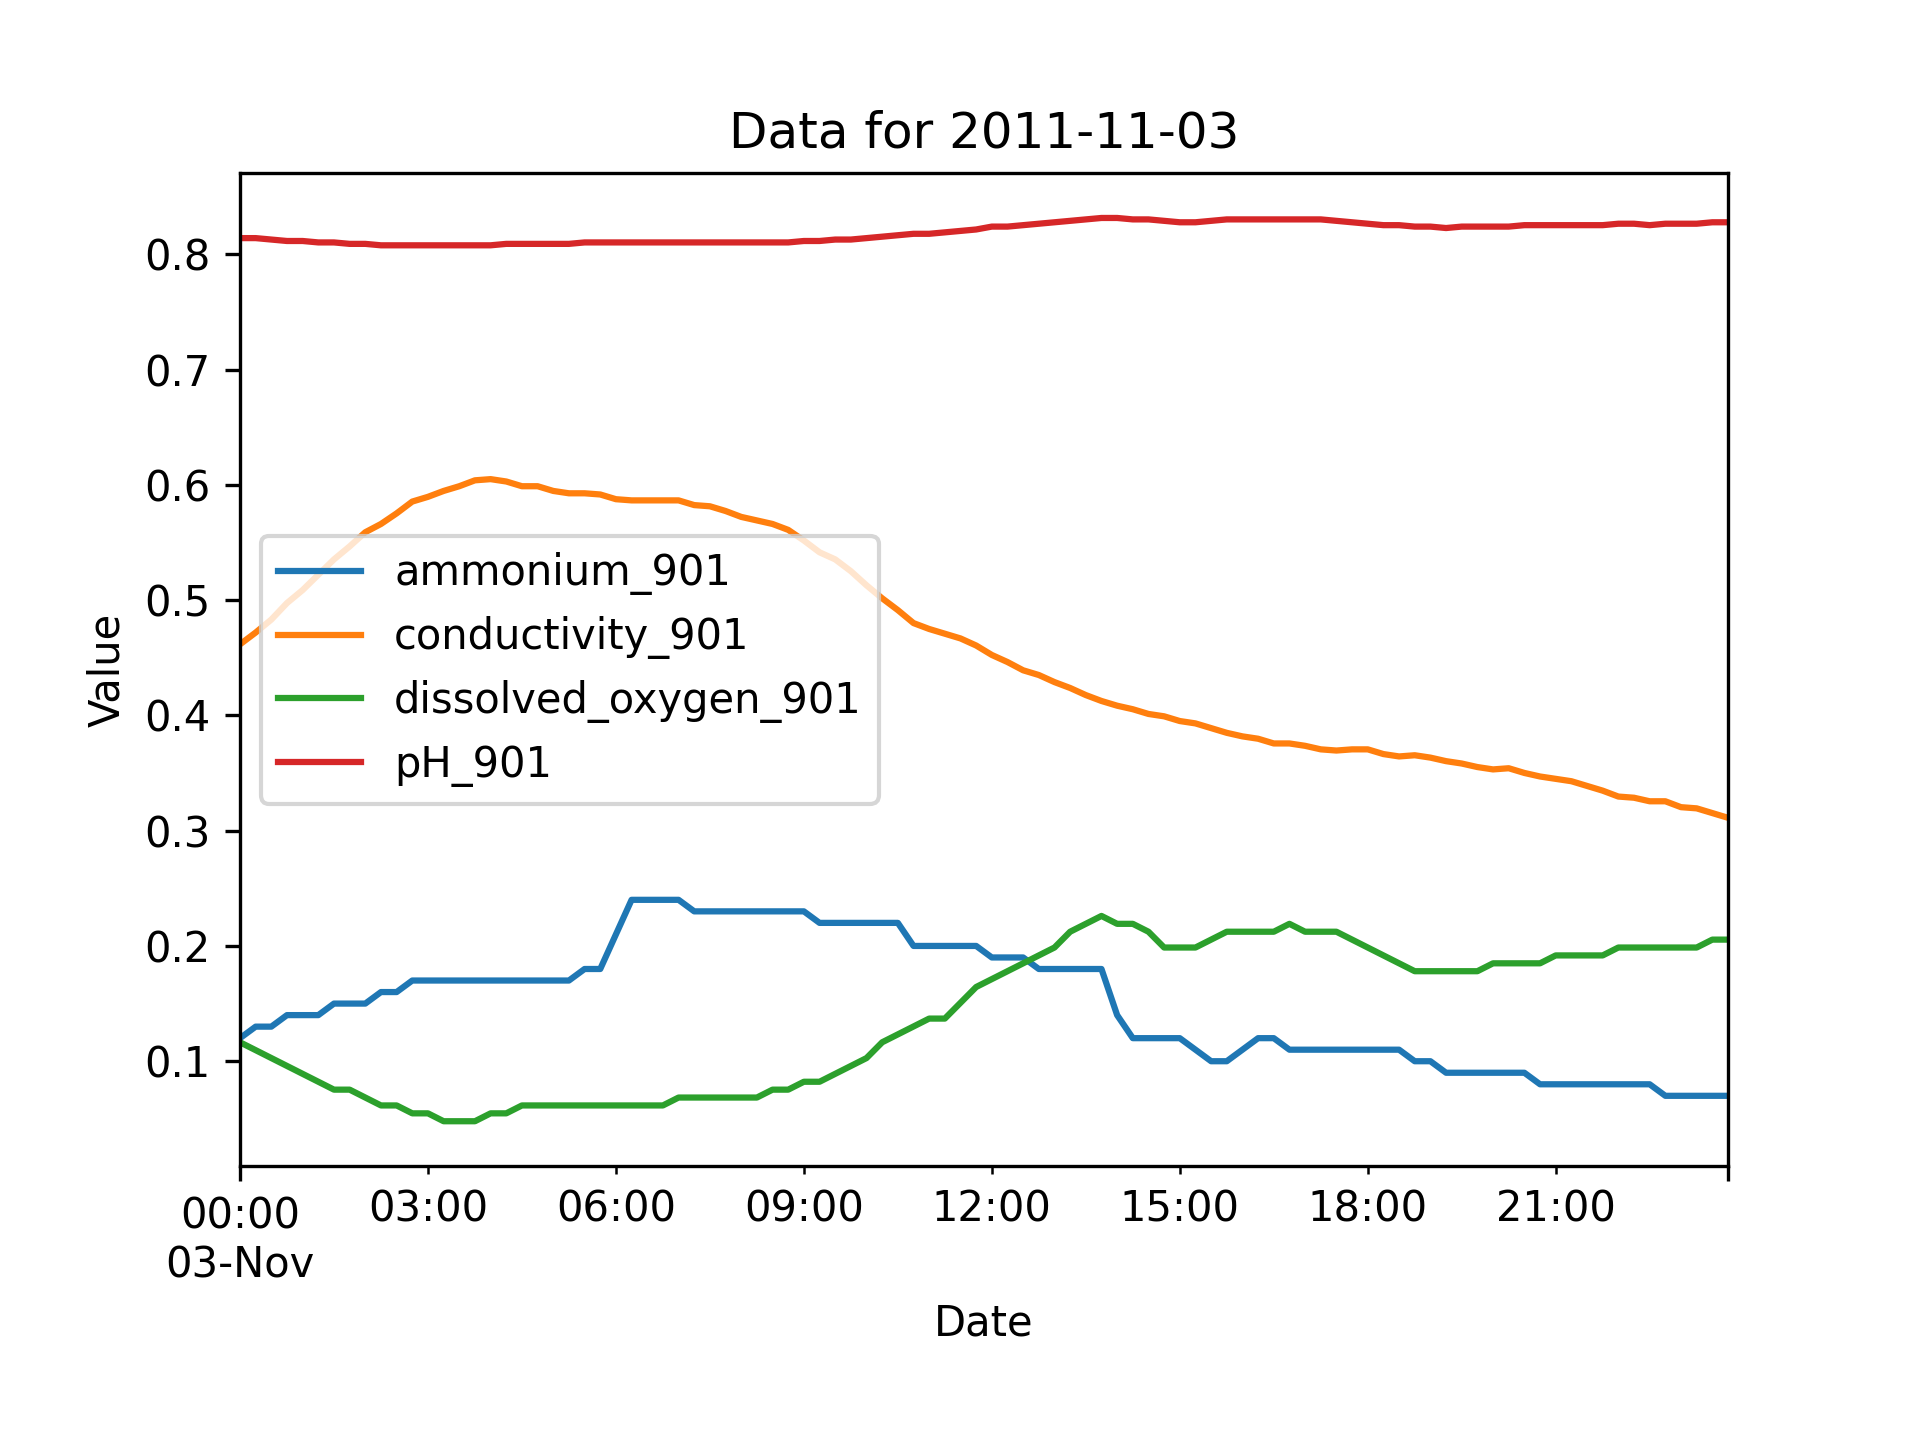 Data for 2011-11-03
Value
0.8
0.7
0.6
0.5
0.4
0.3
0.2
0.1
ammonium_901
conductivity_901
dissolved_oxygen_901
pH_901
00:00 03:00 06:00 09:00 12:00 15:00 18:00 21:00
03-Nov
Date